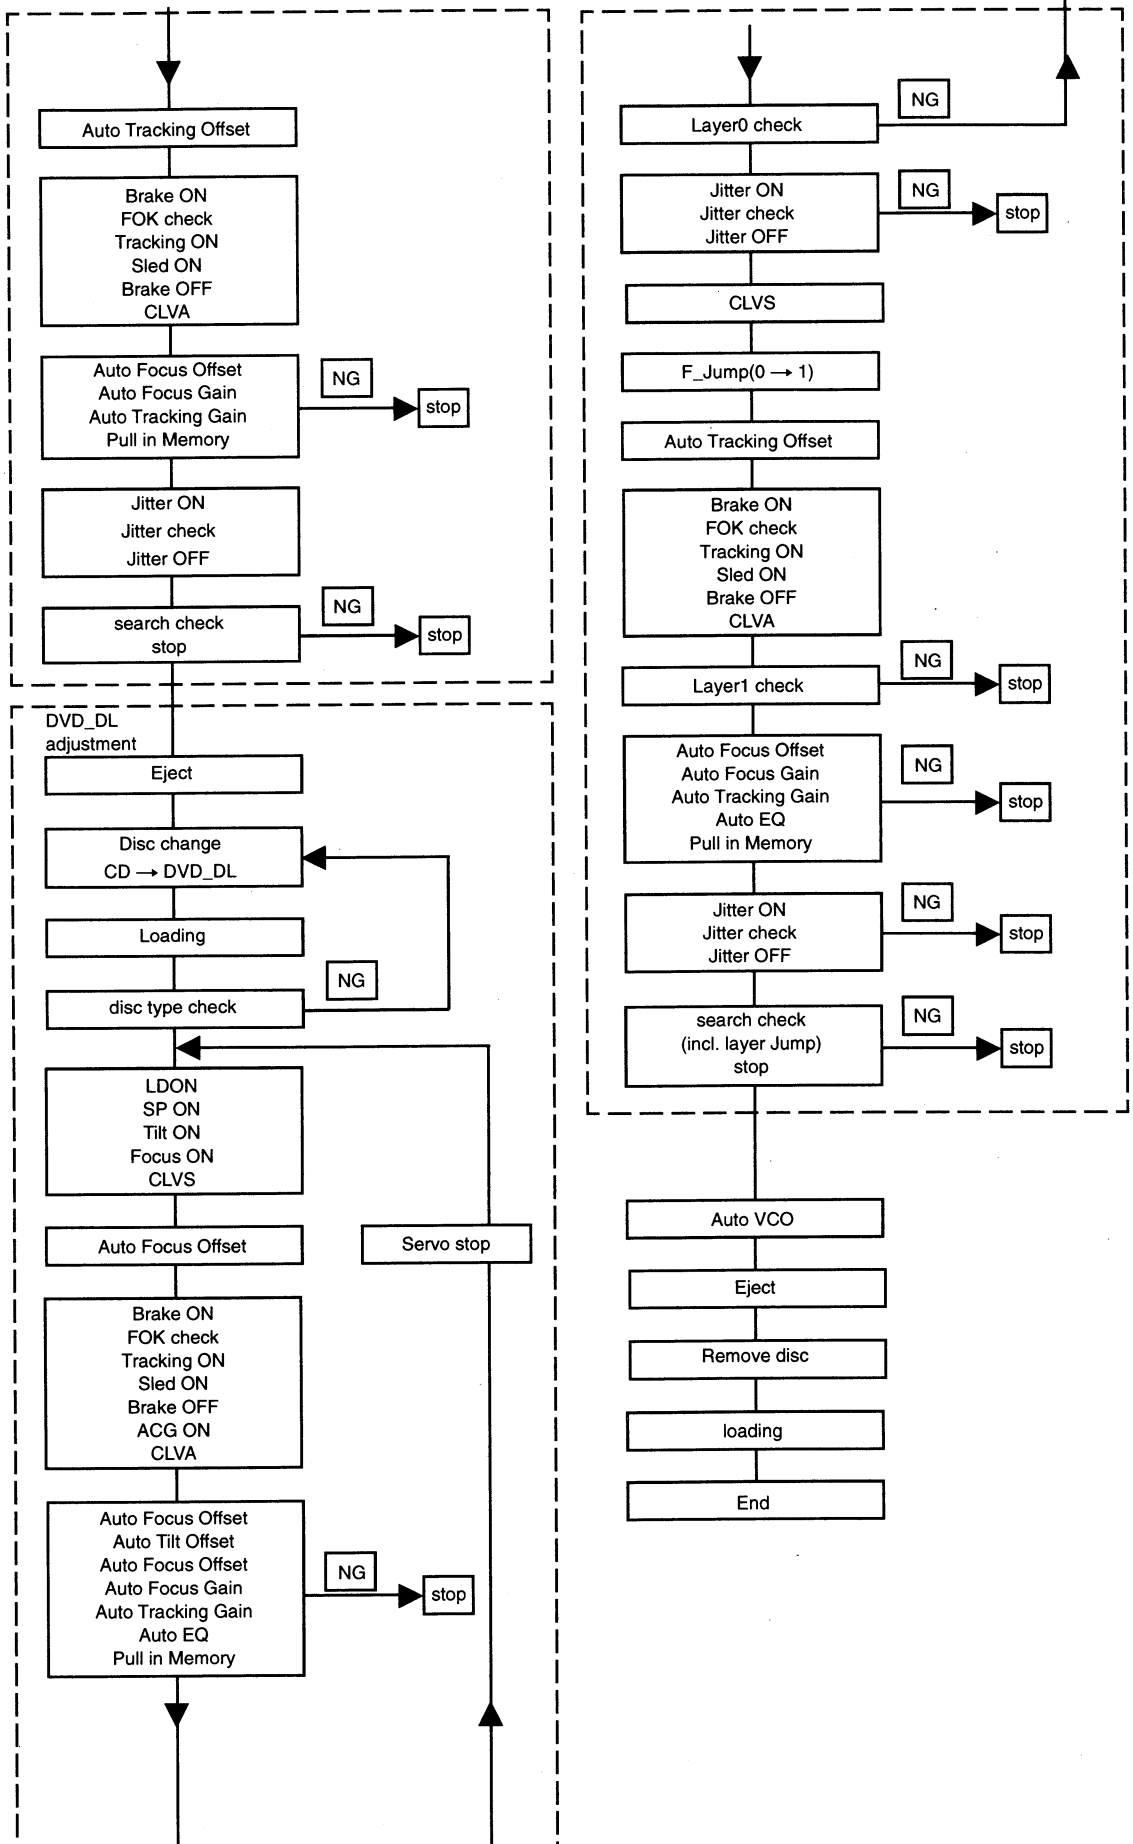 Auto Tracking Offset
Brake ON
FOK check
Tracking ON
Sled ON
Brake OFF
CLVA
Auto Focus Offset
Auto Focus Gain
Auto Tracking Gain
Pull in Memory
NG
stop
Jitter ON
Jitter check
Jitter OFF
search check
stop
NG
stop
DVD_DL
adjustment
Eject
Disc change
CD → DVD_DL
Loading
disc type check
NG
LDON
SP ON
Tilt ON
Focus ON
CLVS
Auto Focus Offset
Servo stop
Brake ON
FOK check
Tracking ON
Sled ON
Brake OFF
ACG ON
CLVA
Auto Focus Offset
Auto Tilt Offset
Auto Focus Offset
Auto Focus Gain
Auto Tracking Gain
Auto EQ
Pull in Memory
NG
stop
Layer0 check
NG
Jitter ON
Jitter check
Jitter OFF
NG
stop
CLVS
F_Jump(0 → 1)
Auto Tracking Offset
Brake ON
FOK check
Tracking ON
Sled ON
Brake OFF
CLVA
Layer1 check
NG
stop
Auto Focus Offset
Auto Focus Gain
Auto Tracking Gain
Auto EQ
Pull in Memory
NG
stop
Jitter ON
Jitter check
Jitter OFF
NG
stop
search check
(incl. layer Jump)
stop
NG
stop
Auto VCO
Eject
Remove disc
loading
End